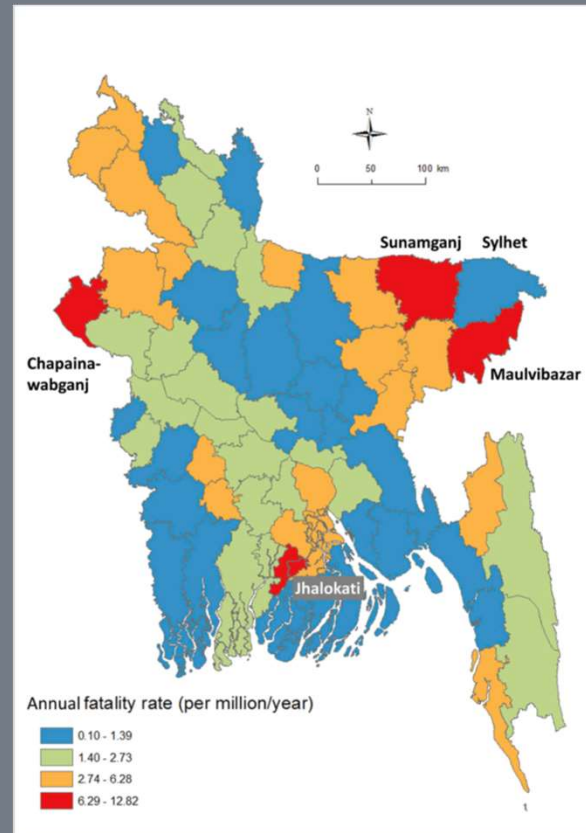 N
0 50 100 km
Sunamganj Sylhet
Chapaina-
wabganj
Maulvibazar
Jhalokati
Annual fatality rate (per million/year)
0.10 - 1.39
1.40 - 2.73
2.74 - 6.28
6.29 - 12.82